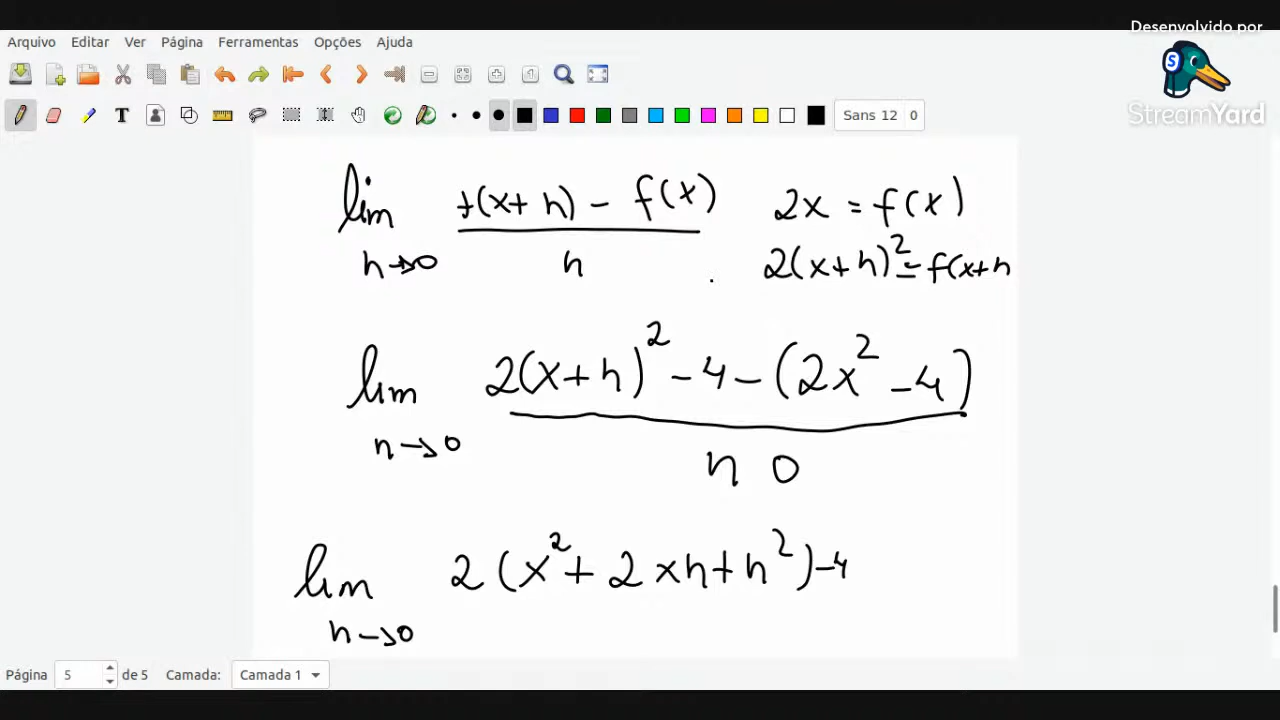 Desenvolvido por
StreamYard
Arquivo Editar Ver Página Ferramentas Opções Ajuda
Sans 12 0
lim f(x+h) - f(x) 2x = f(x)
h→0 h 2(x+h)² = f(x+h
lim 2(x+h)² -4-(2x² -4)
h→0 h 0
lim 2(x²+2xh+h²)-4
h→0
Página 5 de 5 Camada: Camada 1